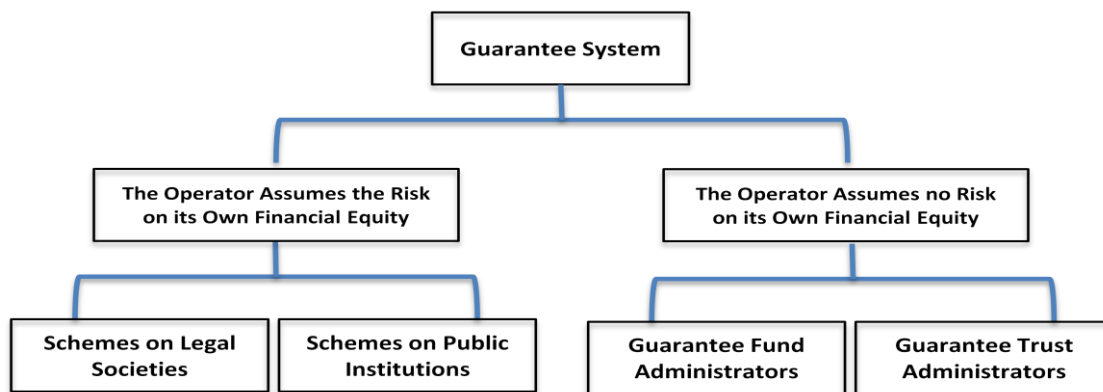 Guarantee System
The Operator Assumes the Risk
on its Own Financial Equity
The Operator Assumes no Risk
on its Own Financial Equity
Schemes on Legal
Societies
Schemes on Public
Institutions
Guarantee Fund
Administrators
Guarantee Trust
Administrators